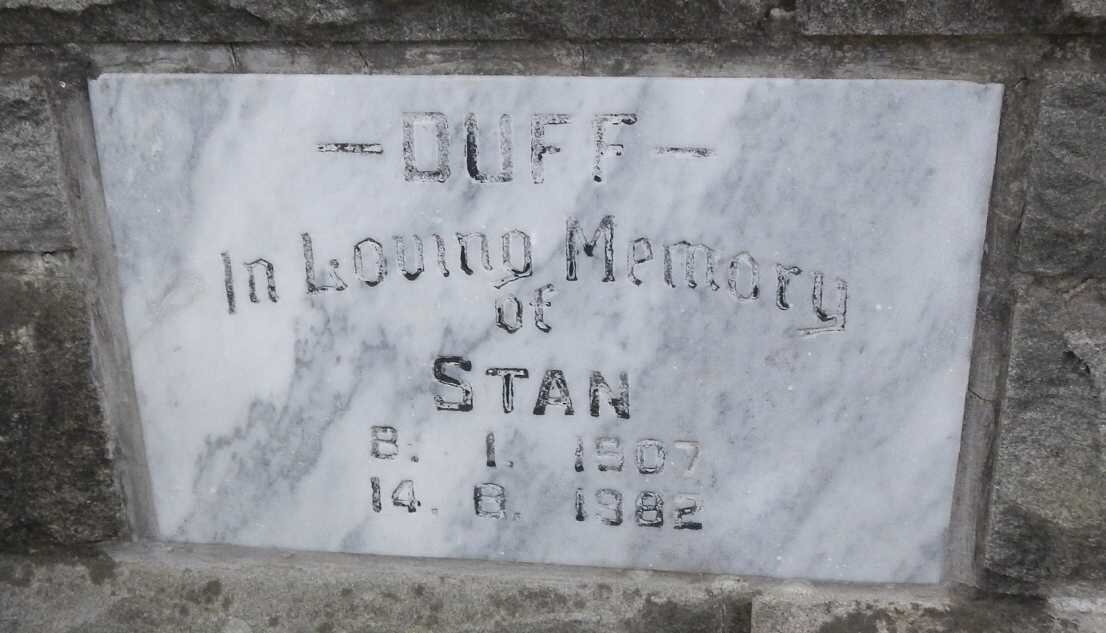 - DUFF -
In Loving Memory
of
STAN
8. 1. 1907
14. 8. 1982